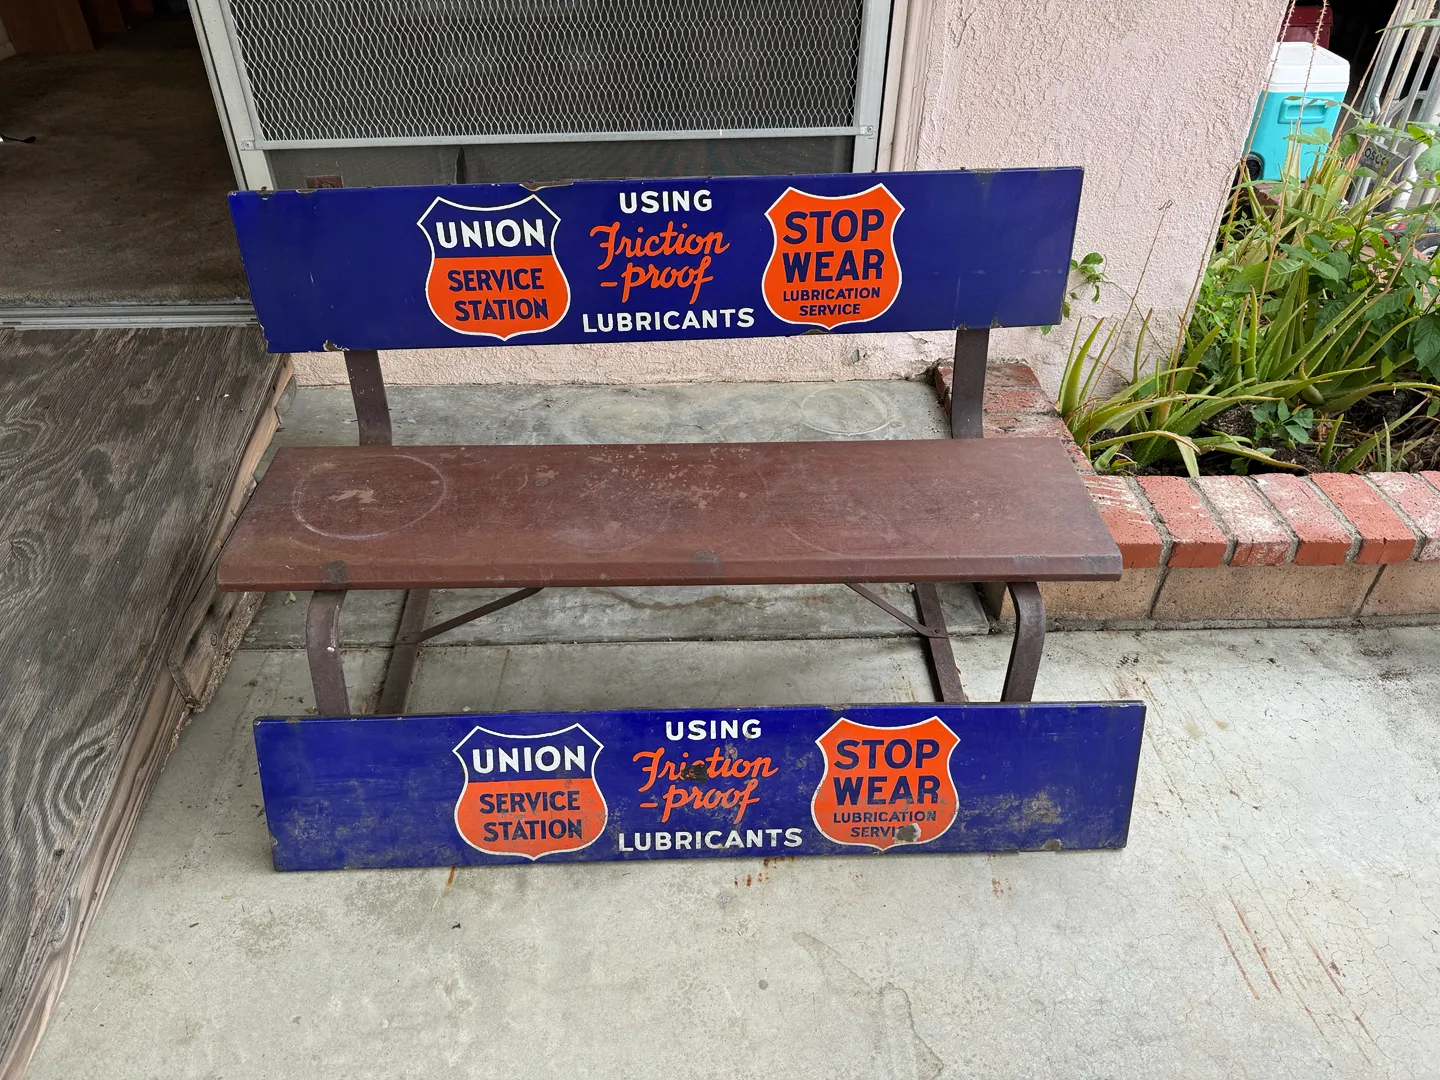 UNION
SERVICE
STATION
USING
Friction
-proof
LUBRICANTS
STOP
WEAR
LUBRICATION
SERVICE
UNION
SERVICE
STATION
USING
Friction
-proof
LUBRICANTS
STOP
WEAR
LUBRICATION
SERVICE